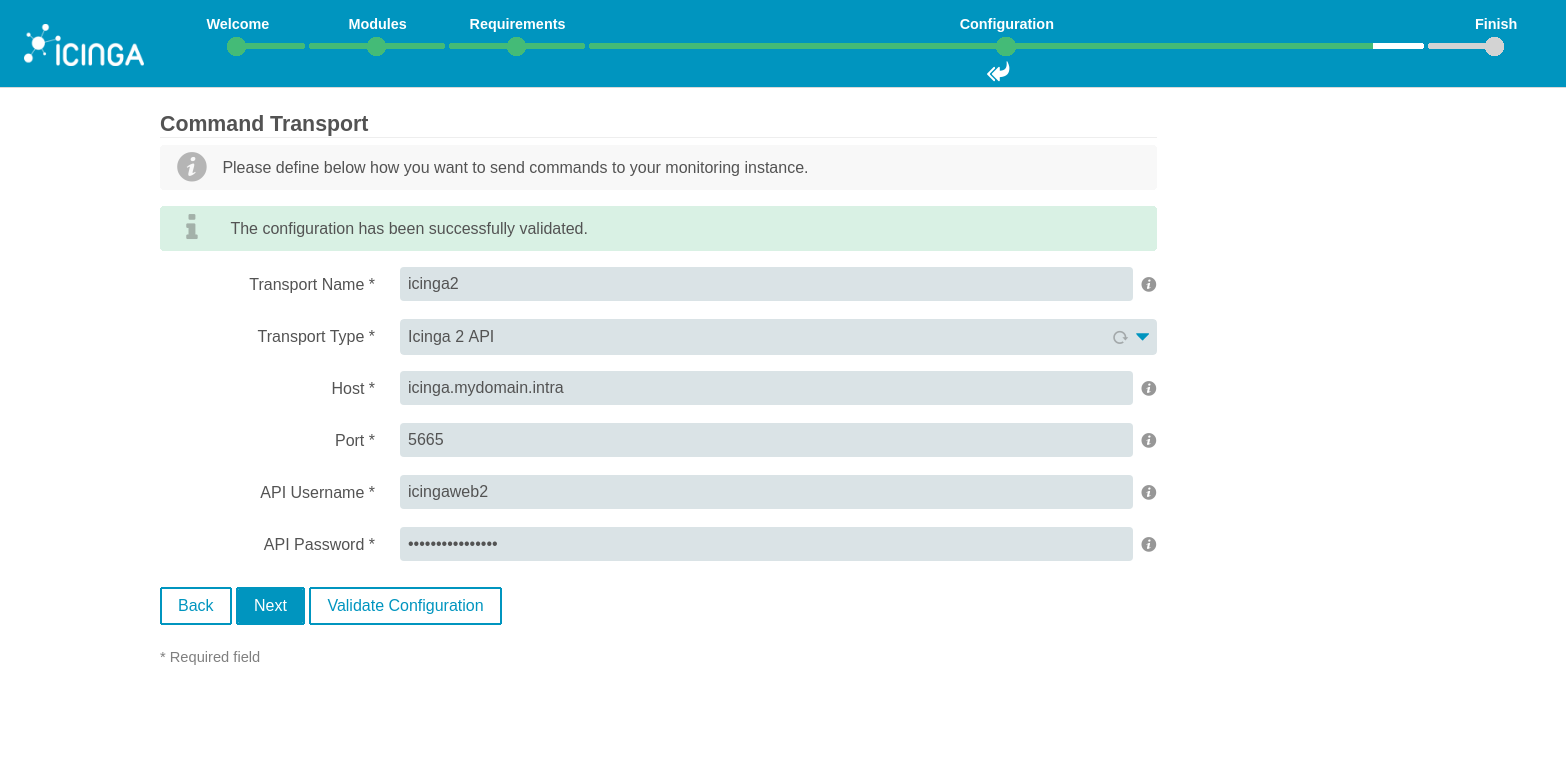 Welcome Modules Requirements Configuration Finish
ICINGA
Command Transport
Please define below how you want to send commands to your monitoring instance.
The configuration has been successfully validated.
Transport Name * icinga2
Transport Type * Icinga 2 API
Host * icinga.mydomain.intra
Port * 5665
API Username * icingaweb2
API Password * ••••••••••••••••
Back Next Validate Configuration
* Required field